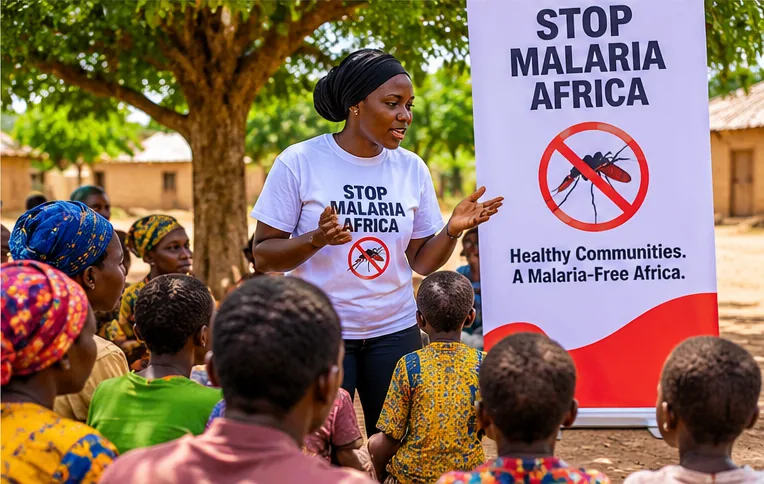 STOP
MALARIA
AFRICA
STOP
MALARIA
AFRICA
Healthy Communities.
A Malaria-Free Africa.